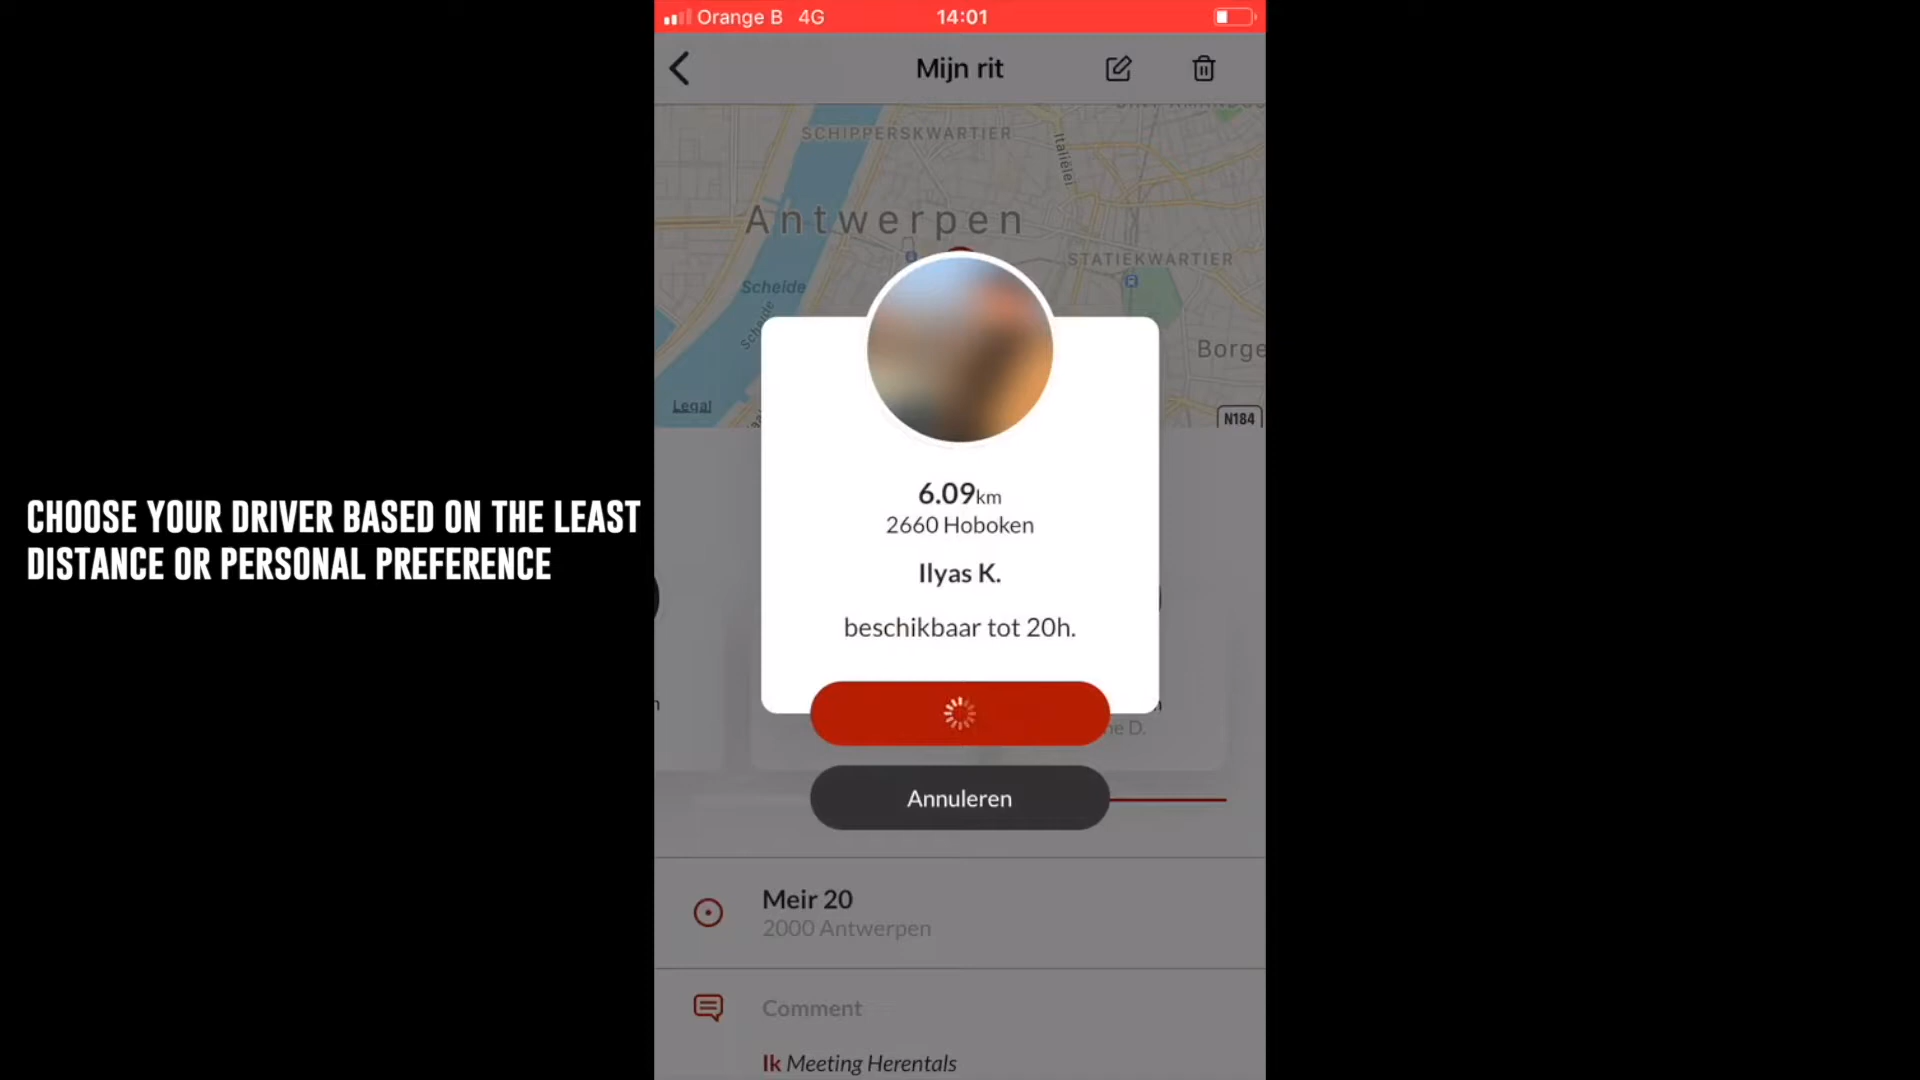 Orange B 4G 14:01
Mijn rit
SCHIPPERSKWARTIER
Italiëlei
Antwerpen
STATIEKWARTIER
Schelde
Borge
Legal
N184
6.09km
2660 Hoboken
Ilyas K.
beschikbaar tot 20h.
ne D.
Annuleren
CHOOSE YOUR DRIVER BASED ON THE LEAST
DISTANCE OR PERSONAL PREFERENCE
Meir 20
2000 Antwerpen
Comment
Ik Meeting Herentals